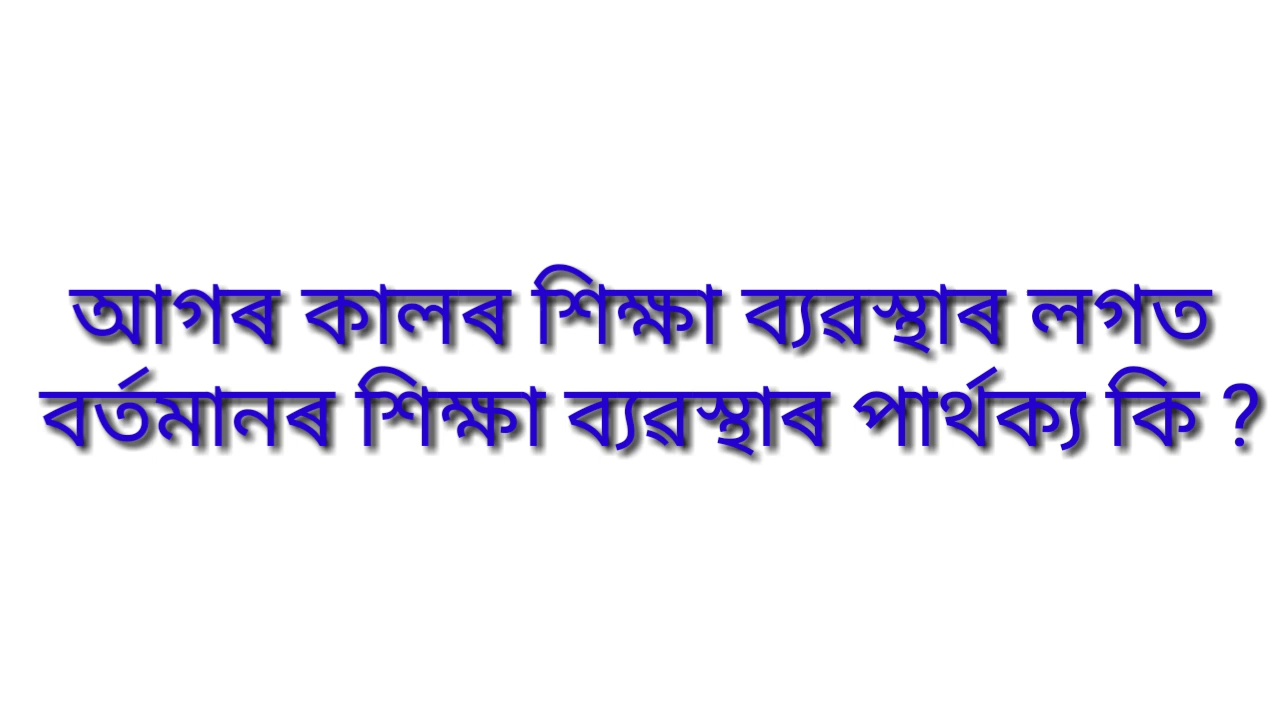 আগৰ কালৰ শিক্ষা ব্যৱস্থাৰ লগত
বৰ্তমানৰ শিক্ষা ব্যৱস্থাৰ পাৰ্থক্য কি ?